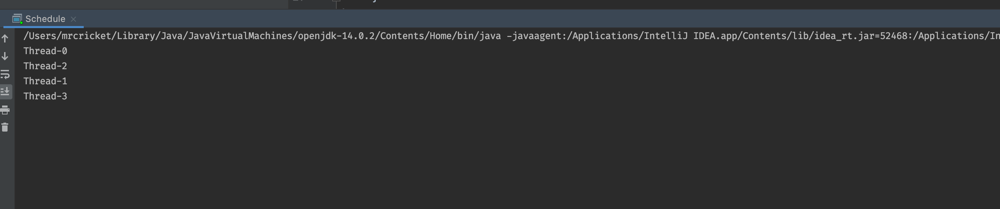 Schedule
/Users/mrcricket/Library/Java/JavaVirtualMachines/openjdk-14.0.2/Contents/Home/bin/java -javaagent:/Applications/IntelliJ IDEA.app/Contents/lib/idea_rt.jar=52468:/Applications/In
Thread-0
Thread-2
Thread-1
Thread-3